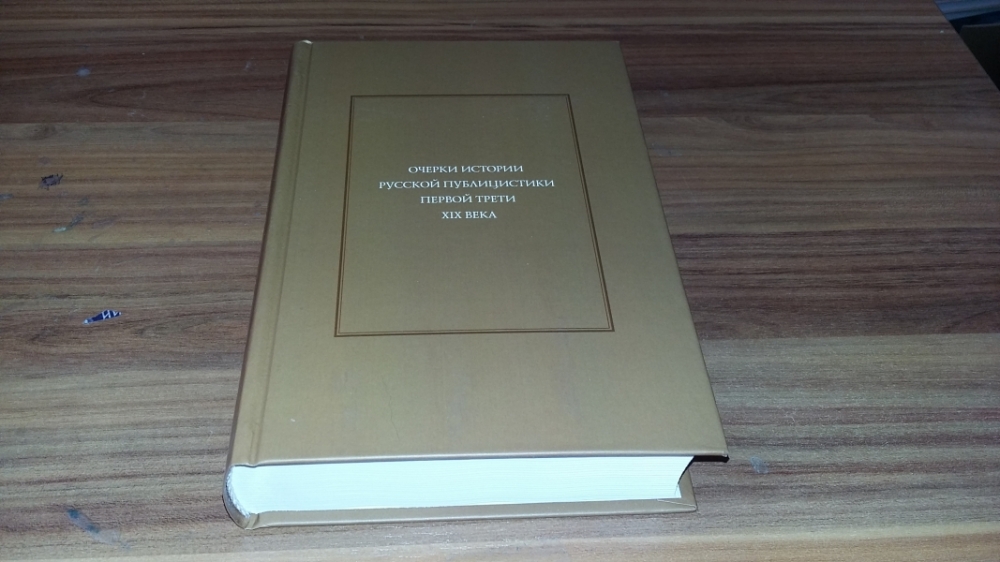 ОЧЕРКИ ИСТОРИИ
РУССКОЙ ПУБЛИЦИСТИКИ
ПЕРВОЙ ТРЕТИ
XIX ВЕКА